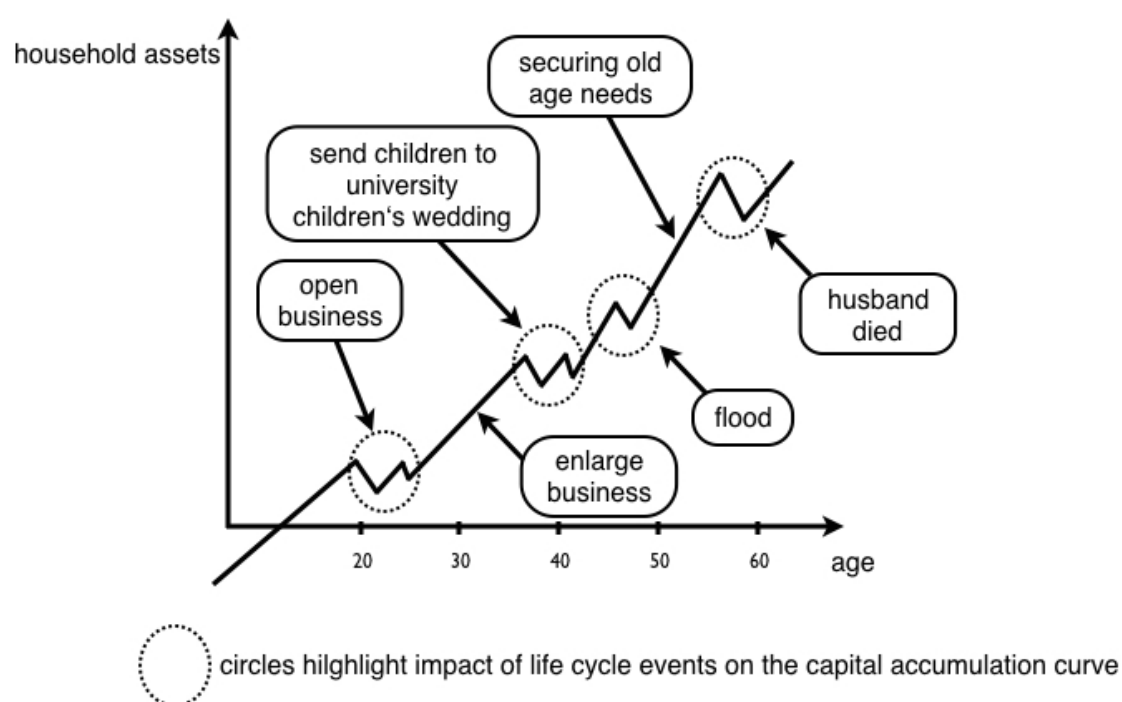 household assets
securing old
age needs
send children to
university
children's wedding
open
business
husband
died
flood
enlarge
business
20 30 40 50 60
age
circles hilghlight impact of life cycle events on the capital accumulation curve